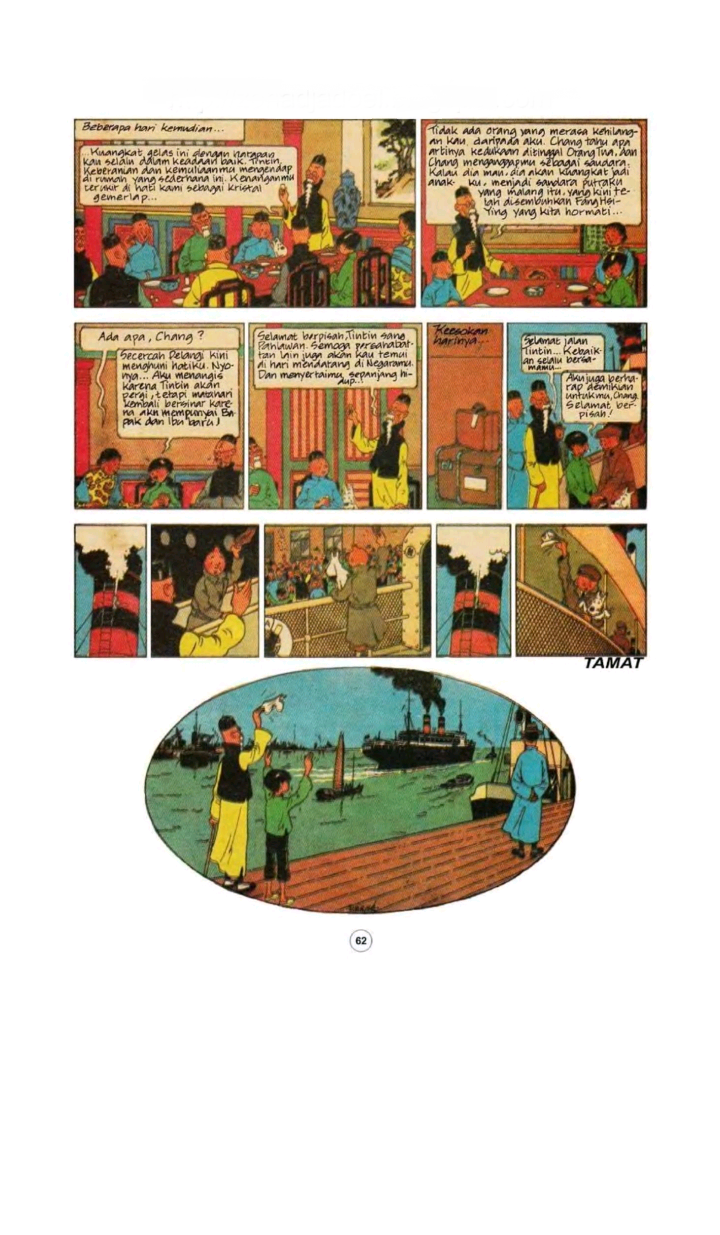 Beberapa hari kemudian...
Kuangkat gelas ini dengan harapan
kau selalu dalam keadaan baik. Tintin,
Keberanian dan kemuliaanmu mengendap
di rumah yang sederhana ini. Kenanganmu
terukir di hati kami sebagai kristal
gemerlap...
Tidak ada orang yang merasa kehilang-
an kau, daripada aku. Chang tahu apa
artinya kedukaan ditinggal Orang Tua, dan
Chang menganggapmu sebagai saudara.
Kalau dia mau, dia akan kuangkat jadi
anak- ku, menjadi saudara putraku
yang malang itu, yang kini te-
lah disembuhkan Fang Hsi-
Ying yang kita hormati...
Ada apa, Chang ?
Secercah Pelangi kini
menghuni hatiku. Nyo-
nya... Aku menangis
karena Tintin akan
pergi, tetapi matahari
kembali bersinar kare-
na akn mempunyai Ba-
pak dan Ibu baru!
Selamat berpisah, Tintin sang
Pahlawan. Semoga persahabat-
tan lain juga akan kau temui
di hari mendatang di Negaramu.
Dan menyertaimu, sepanjang hi-
dup...!
Keesokan
harinya...
Selamat jalan
Tintin... Kebaik-
an selalu bersa-
mamu...
Aku juga berha-
rap demikian
untukmu, Chang.
Selamat ber-
pisah!
TAMAT
HERGÉ
62